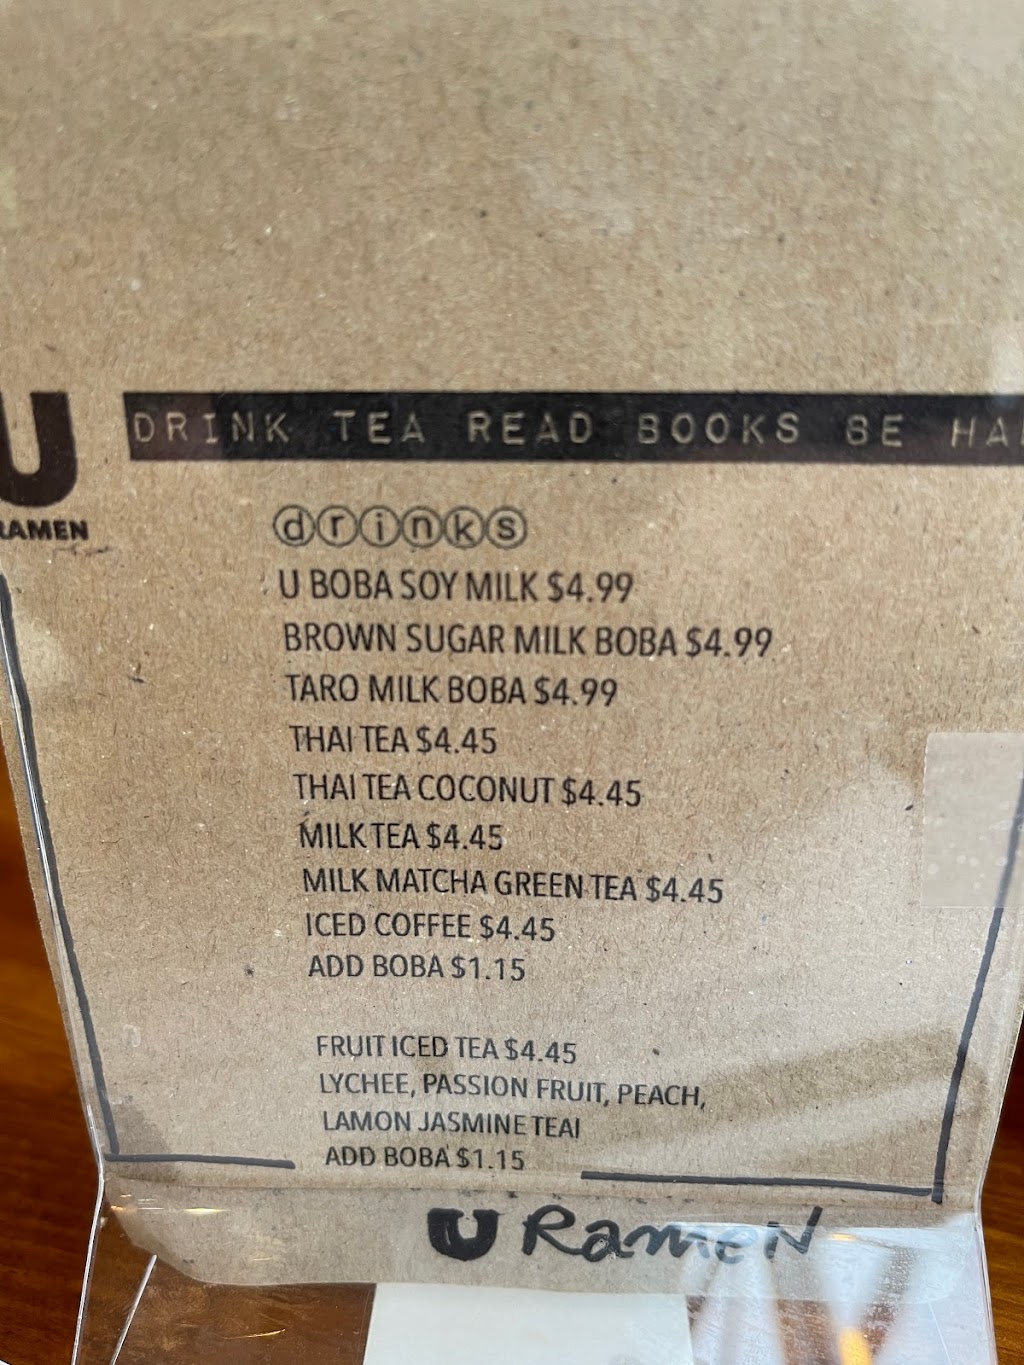 U
RAMEN
DRINK TEA READ BOOKS BE HA
drinks
U BOBA SOY MILK $4.99
BROWN SUGAR MILK BOBA $4.99
TARO MILK BOBA $4.99
THAI TEA $4.45
THAI TEA COCONUT $4.45
MILK TEA $4.45
MILK MATCHA GREEN TEA $4.45
ICED COFFEE $4.45
ADD BOBA $1.15
FRUIT ICED TEA $4.45
LYCHEE, PASSION FRUIT, PEACH,
LAMON JASMINE TEAI
ADD BOBA $1.15
U RameN